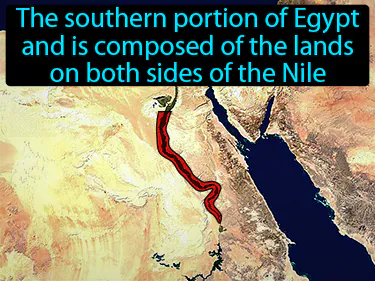 The southern portion of Egypt
and is composed of the lands
on both sides of the Nile